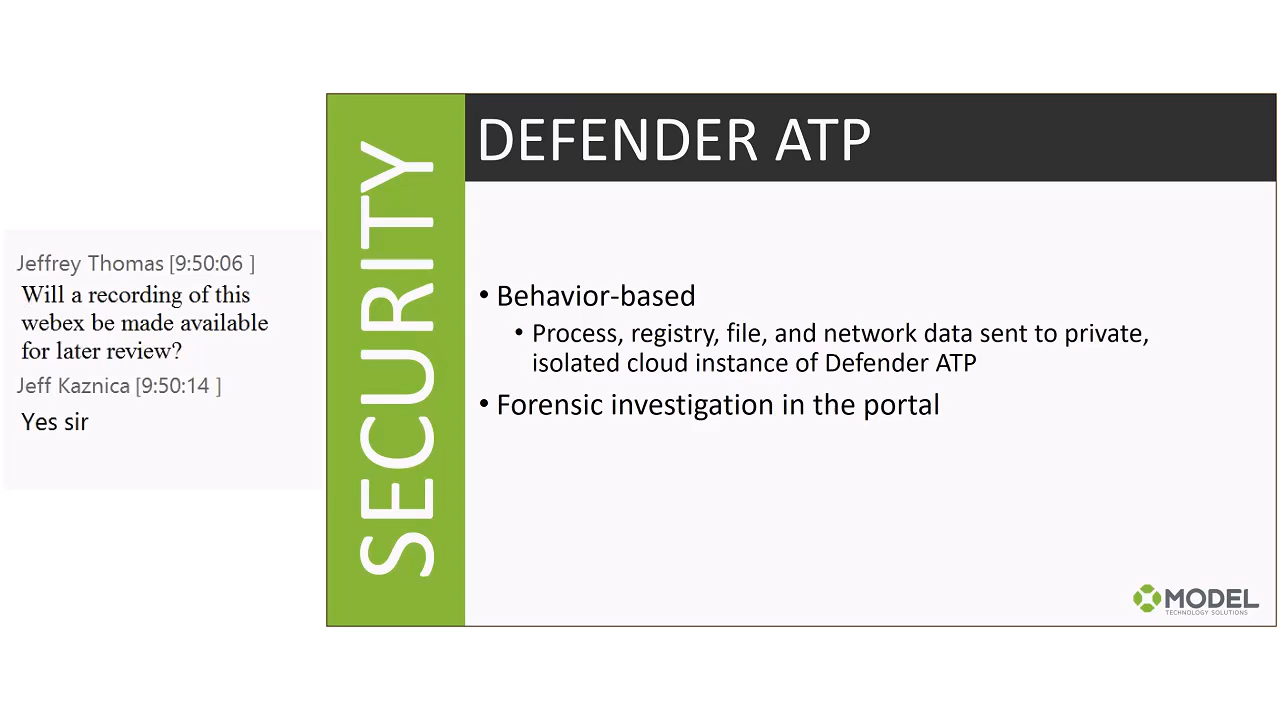 Jeffrey Thomas [9:50:06 ]
Will a recording of this
webex be made available
for later review?
Jeff Kaznica [9:50:14 ]
Yes sir
SECURITY
DEFENDER ATP
• Behavior-based
• Process, registry, file, and network data sent to private,
isolated cloud instance of Defender ATP
• Forensic investigation in the portal
MODEL
TECHNOLOGY SOLUTIONS